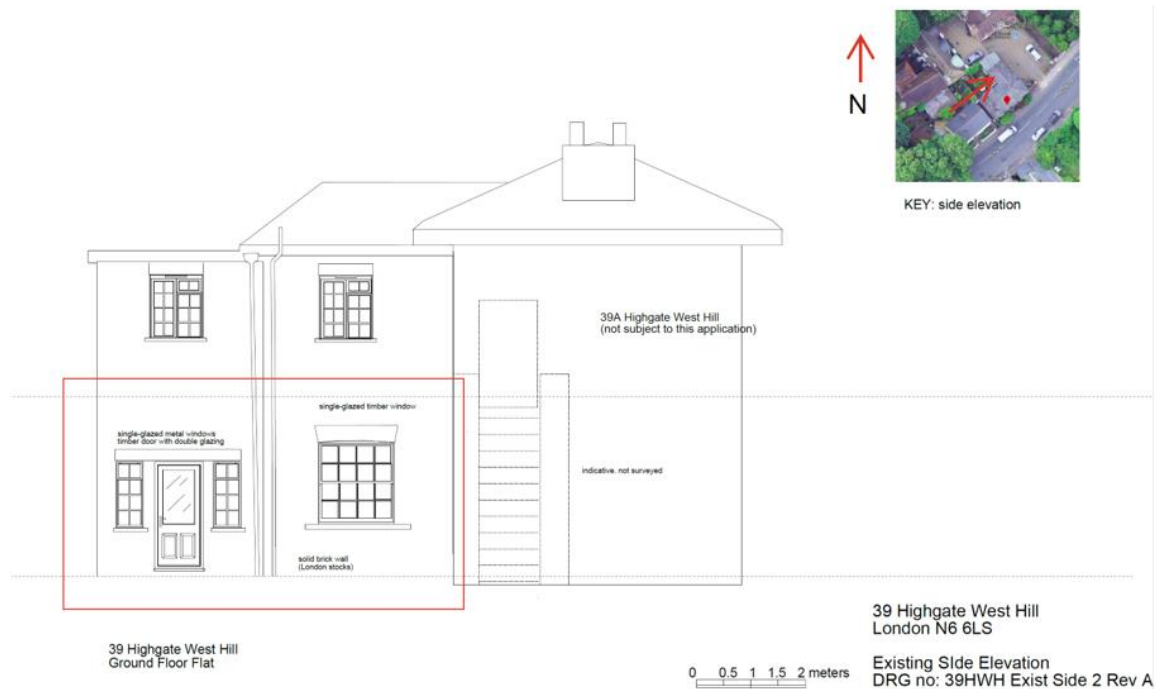 N
KEY: side elevation
39A Highgate West Hill
(not subject to this application)
single-glazed timber window
single-glazed metal windows
timber door with double glazing
indicative. not surveyed
solid brick wall
(London stocks)
39 Highgate West Hill
Ground Floor Flat
0 0.5 1 1.5 2 meters
39 Highgate West Hill
London N6 6LS
Existing SIde Elevation
DRG no: 39HWH Exist Side 2 Rev A